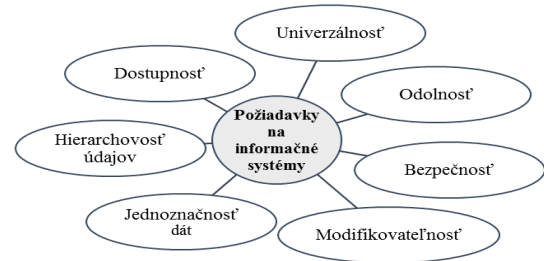 Univerzálnosť
Dostupnosť
Odolnosť
Požiadavky
na
informačné
systémy
Hierarchovosť
údajov
Bezpečnosť
Jednoznačnosť
dát
Modifikovateľnosť